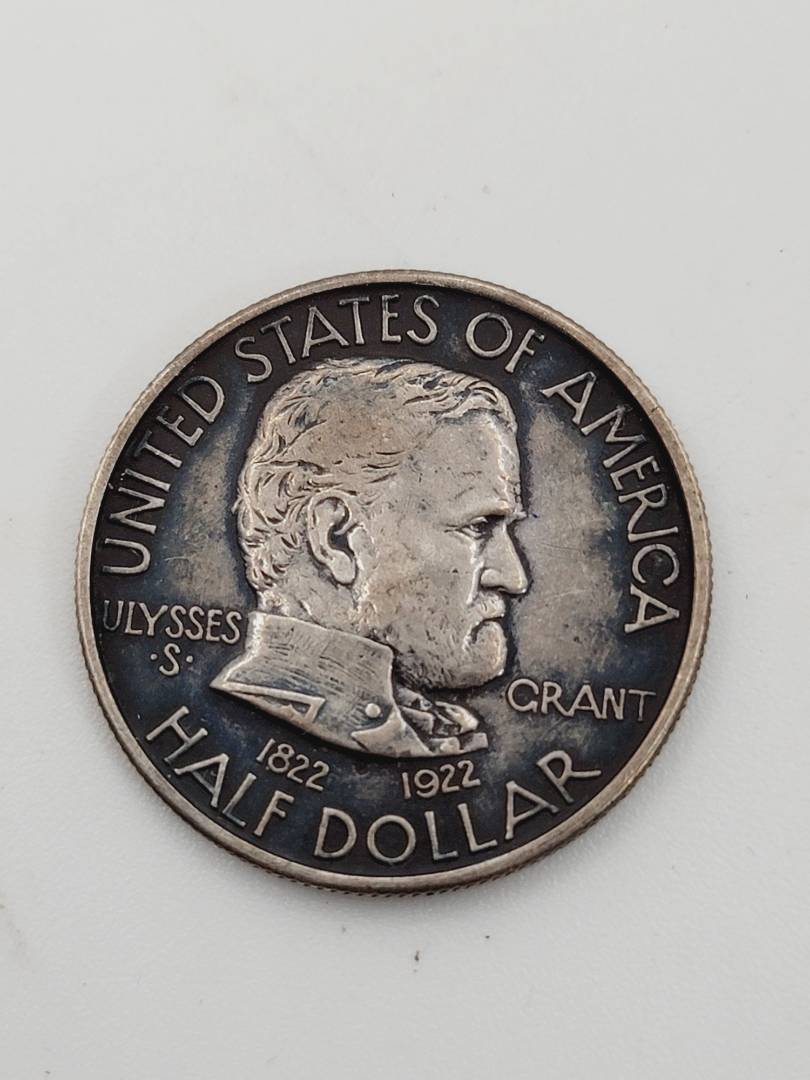 UNITED STATES OF AMERICA
ULYSSES
·S·
GRANT
1822 1922
HALF DOLLAR